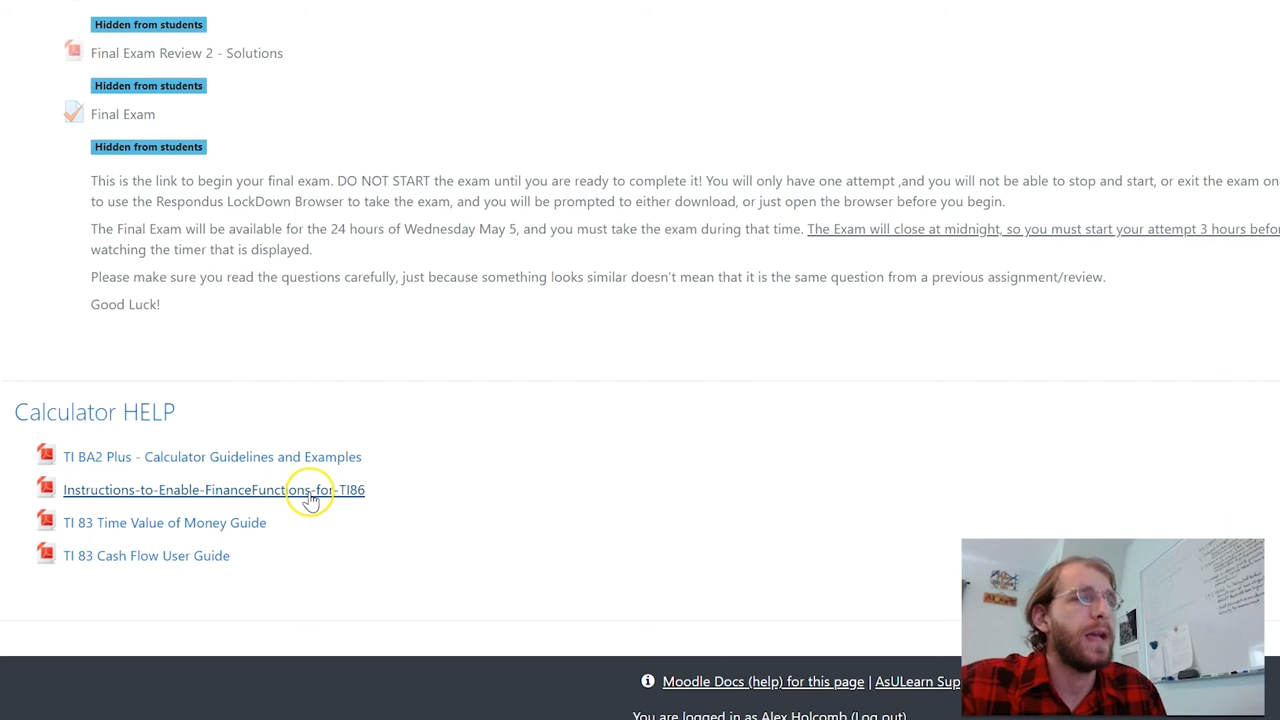 Hidden from students
Final Exam Review 2 - Solutions
Hidden from students
Final Exam
Hidden from students
This is the link to begin your final exam. DO NOT START the exam until you are ready to complete it! You will only have one attempt ,and you will not be able to stop and start, or exit the exam on
to use the Respondus LockDown Browser to take the exam, and you will be prompted to either download, or just open the browser before you begin.
The Final Exam will be available for the 24 hours of Wednesday May 5, and you must take the exam during that time. The Exam will close at midnight, so you must start your attempt 3 hours befor
watching the timer that is displayed.
Please make sure you read the questions carefully, just because something looks similar doesn't mean that it is the same question from a previous assignment/review.
Good Luck!
Calculator HELP
TI BA2 Plus - Calculator Guidelines and Examples
Instructions-to-Enable-FinanceFunctions-for-TI86
TI 83 Time Value of Money Guide
TI 83 Cash Flow User Guide
Moodle Docs (help) for this page | AsULearn Sup
You are logged in as Alex Holcomb (Log out)